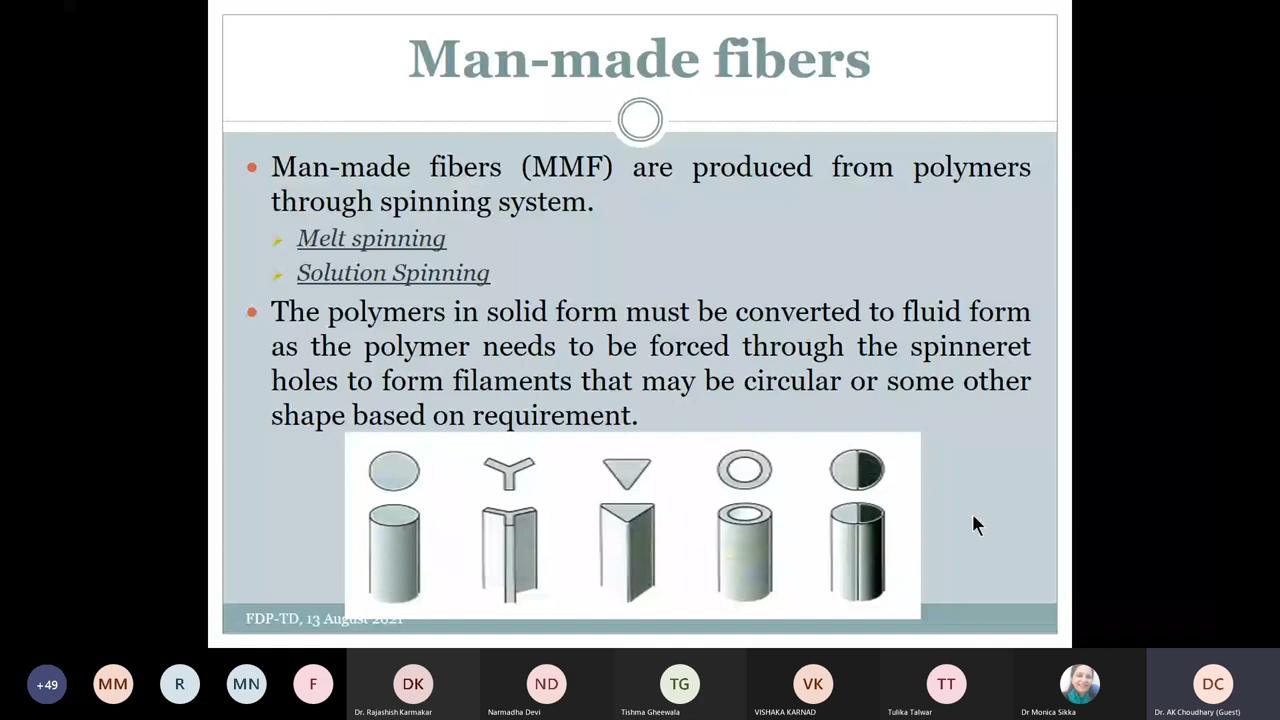 Man-made fibers
Man-made fibers (MMF) are produced from polymers
through spinning system.
Melt spinning
Solution Spinning
The polymers in solid form must be converted to fluid form
as the polymer needs to be forced through the spinneret
holes to form filaments that may be circular or some other
shape based on requirement.
FDP-TD, 13 August 2021
+49
MM
R
MN
F
DK
ND
TG
VK
TT
DC
Dr. Rajashish Karmakar
Narmadha Devi
Tishma Gheewala
VISHAKA KARNAD
Tulika Talwar
Dr Monica Sikka
Dr. AK Choudhary (Guest)